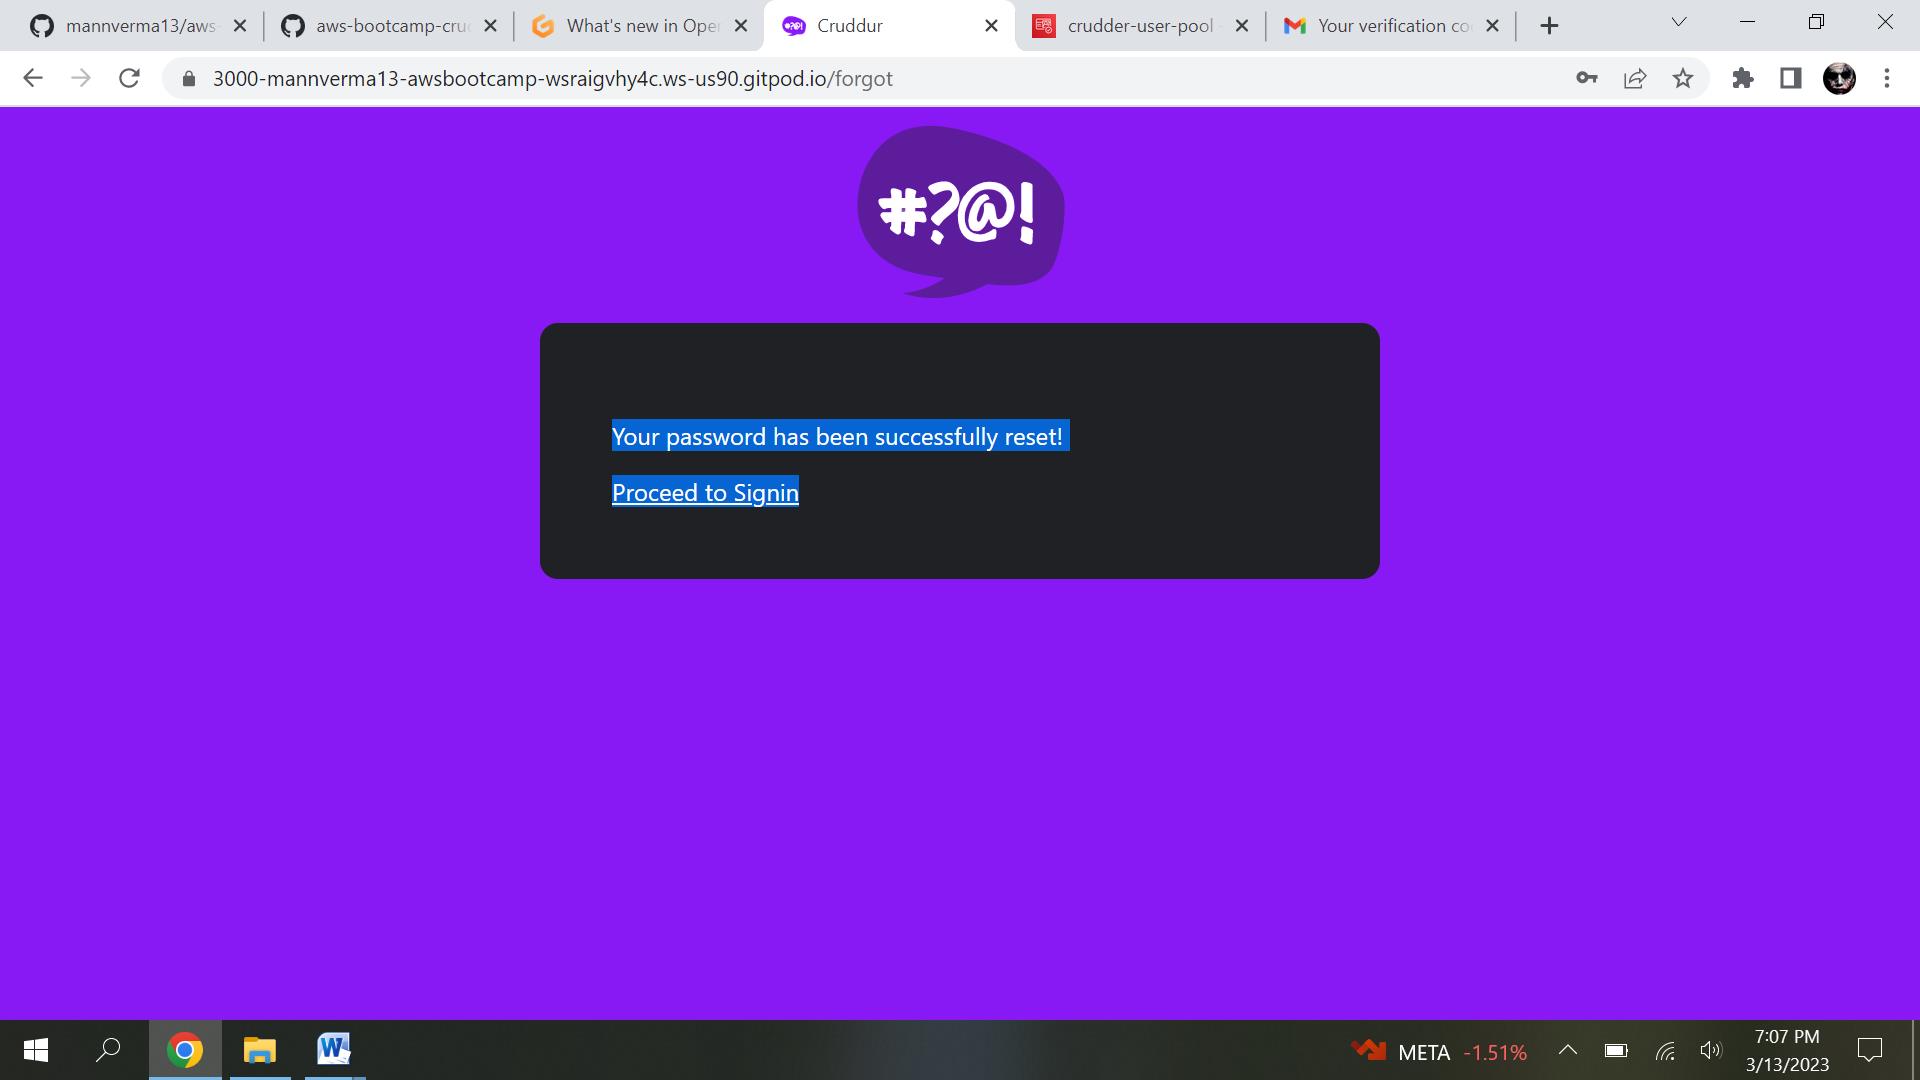 mannverma13/aws-
aws-bootcamp-cruc
What's new in Oper
Cruddur
crudder-user-pool -
Your verification co
3000-mannverma13-awsbootcamp-wsraigvhy4c.ws-us90.gitpod.io/forgot
#?@!
Your password has been successfully reset!
Proceed to Signin
META -1.51%
7:07 PM
3/13/2023